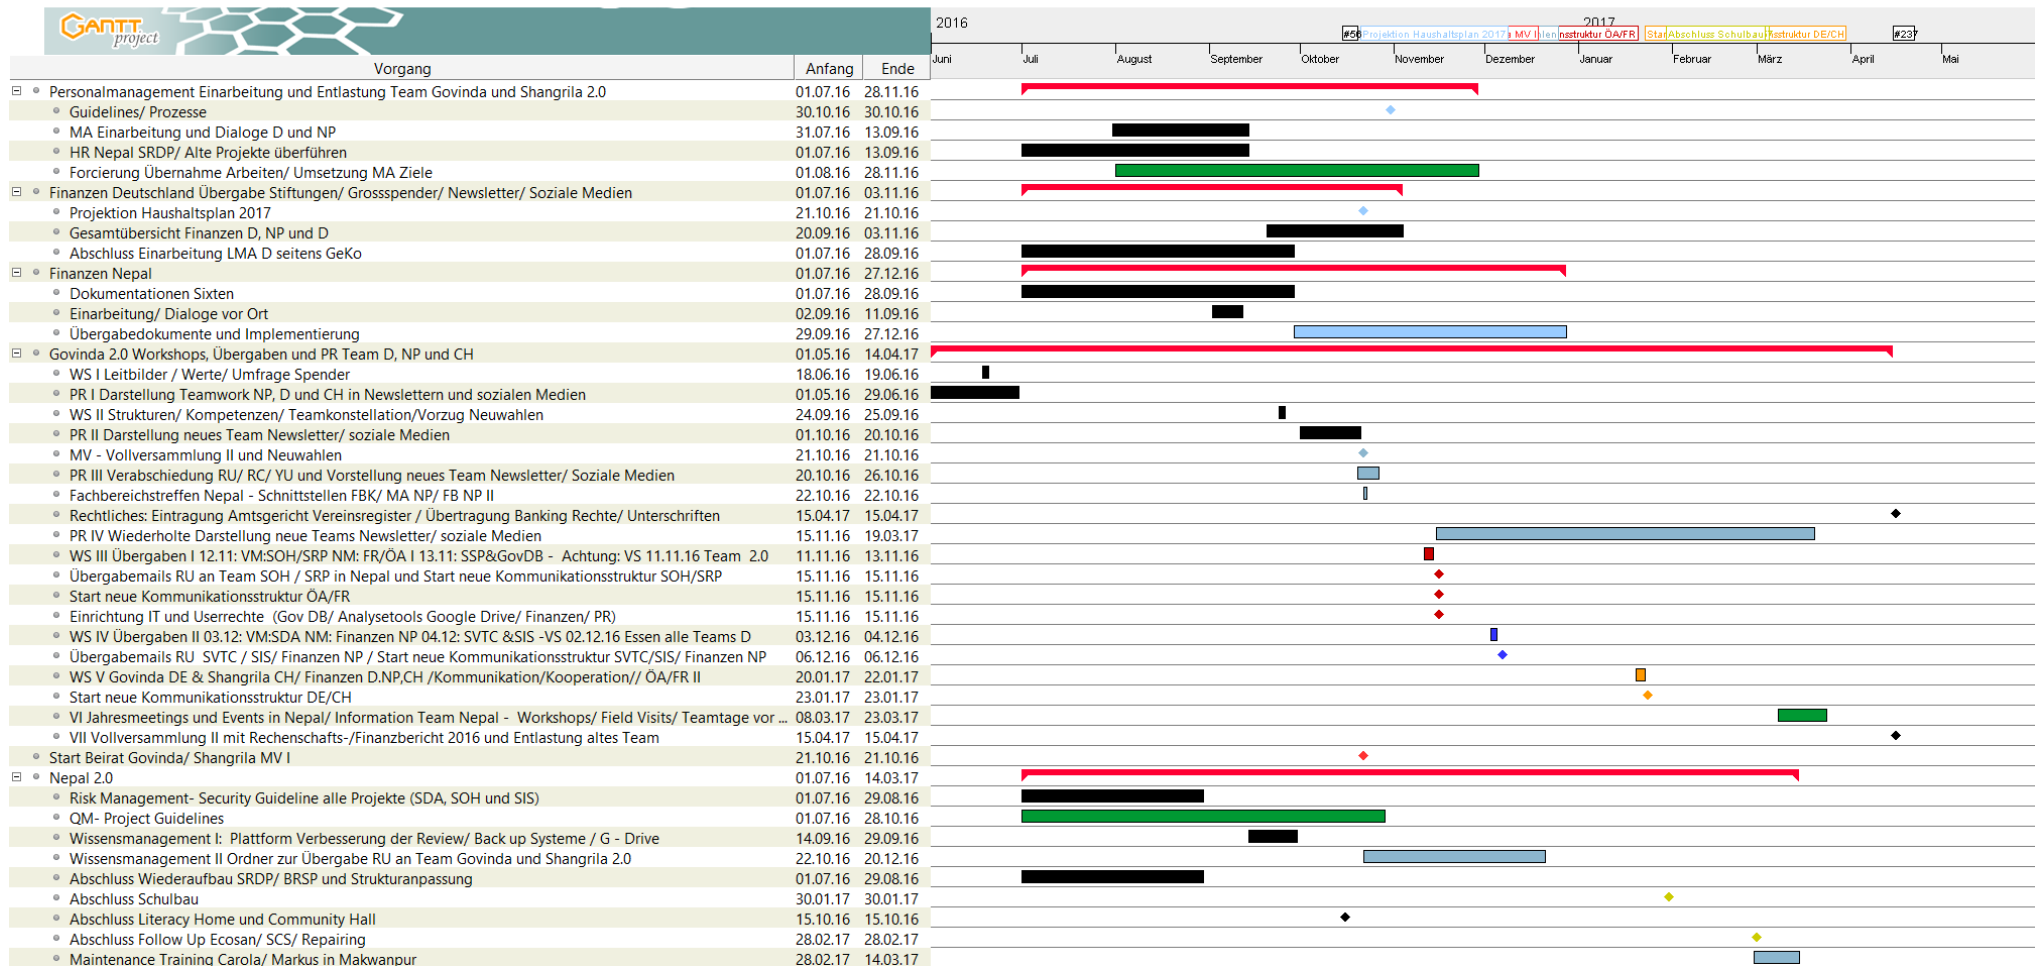 GANTT project
2016
2017
#56 Projektion Haushaltsplan 2017 MV I len nsstruktur ÖA/FR Star Abschluss Schulbau sstruktur DE/CH #237
Vorgang Anfang Ende
Juni Juli August September Oktober November Dezember Januar Februar März April Mai
Personalmanagement Einarbeitung und Entlastung Team Govinda und Shangrila 2.0 01.07.16 28.11.16
Guidelines/ Prozesse 30.10.16 30.10.16
MA Einarbeitung und Dialoge D und NP 31.07.16 13.09.16
HR Nepal SRDP/ Alte Projekte überführen 01.07.16 13.09.16
Forcierung Übernahme Arbeiten/ Umsetzung MA Ziele 01.08.16 28.11.16
Finanzen Deutschland Übergabe Stiftungen/ Grossspender/ Newsletter/ Soziale Medien 01.07.16 03.11.16
Projektion Haushaltsplan 2017 21.10.16 21.10.16
Gesamtübersicht Finanzen D, NP und D 20.09.16 03.11.16
Abschluss Einarbeitung LMA D seitens GeKo 01.07.16 28.09.16
Finanzen Nepal 01.07.16 27.12.16
Dokumentationen Sixten 01.07.16 28.09.16
Einarbeitung/ Dialoge vor Ort 02.09.16 11.09.16
Übergabedokumente und Implementierung 29.09.16 27.12.16
Govinda 2.0 Workshops, Übergaben und PR Team D, NP und CH 01.05.16 14.04.17
WS I Leitbilder / Werte/ Umfrage Spender 18.06.16 19.06.16
PR I Darstellung Teamwork NP, D und CH in Newslettern und sozialen Medien 01.05.16 29.06.16
WS II Strukturen/ Kompetenzen/ Teamkonstellation/Vorzug Neuwahlen 24.09.16 25.09.16
PR II Darstellung neues Team Newsletter/ soziale Medien 01.10.16 20.10.16
MV - Vollversammlung II und Neuwahlen 21.10.16 21.10.16
PR III Verabschiedung RU/ RC/ YU und Vorstellung neues Team Newsletter/ Soziale Medien 20.10.16 26.10.16
Fachbereichstreffen Nepal - Schnittstellen FBK/ MA NP/ FB NP II 22.10.16 22.10.16
Rechtliches: Eintragung Amtsgericht Vereinsregister / Übertragung Banking Rechte/ Unterschriften 15.04.17 15.04.17
PR IV Wiederholte Darstellung neue Teams Newsletter/ soziale Medien 15.11.16 19.03.17
WS III Übergaben I 12.11: VM:SOH/SRP NM: FR/ÖA I 13.11: SSP&GovDB - Achtung: VS 11.11.16 Team 2.0 11.11.16 13.11.16
Übergabemails RU an Team SOH / SRP in Nepal und Start neue Kommunikationsstruktur SOH/SRP 15.11.16 15.11.16
Start neue Kommunikationsstruktur ÖA/FR 15.11.16 15.11.16
Einrichtung IT und Userrechte (Gov DB/ Analysetools Google Drive/ Finanzen/ PR) 15.11.16 15.11.16
WS IV Übergaben II 03.12: VM:SDA NM: Finanzen NP 04.12: SVTC &SIS -VS 02.12.16 Essen alle Teams D 03.12.16 04.12.16
Übergabemails RU SVTC / SIS/ Finanzen NP / Start neue Kommunikationsstruktur SVTC/SIS/ Finanzen NP 06.12.16 06.12.16
WS V Govinda DE & Shangrila CH/ Finanzen D.NP,CH /Kommunikation/Kooperation// ÖA/FR II 20.01.17 22.01.17
Start neue Kommunikationsstruktur DE/CH 23.01.17 23.01.17
VI Jahresmeetings und Events in Nepal/ Information Team Nepal - Workshops/ Field Visits/ Teamtage vor ... 08.03.17 23.03.17
VII Vollversammlung II mit Rechenschafts-/Finanzbericht 2016 und Entlastung altes Team 15.04.17 15.04.17
Start Beirat Govinda/ Shangrila MV I 21.10.16 21.10.16
Nepal 2.0 01.07.16 14.03.17
Risk Management- Security Guideline alle Projekte (SDA, SOH und SIS) 01.07.16 29.08.16
QM- Project Guidelines 01.07.16 28.10.16
Wissensmanagement I: Plattform Verbesserung der Review/ Back up Systeme / G - Drive 14.09.16 29.09.16
Wissensmanagement II Ordner zur Übergabe RU an Team Govinda und Shangrila 2.0 22.10.16 20.12.16
Abschluss Wiederaufbau SRDP/ BRSP und Strukturanpassung 01.07.16 29.08.16
Abschluss Schulbau 30.01.17 30.01.17
Abschluss Literacy Home und Community Hall 15.10.16 15.10.16
Abschluss Follow Up Ecosan/ SCS/ Repairing 28.02.17 28.02.17
Maintenance Training Carola/ Markus in Makwanpur 28.02.17 14.03.17